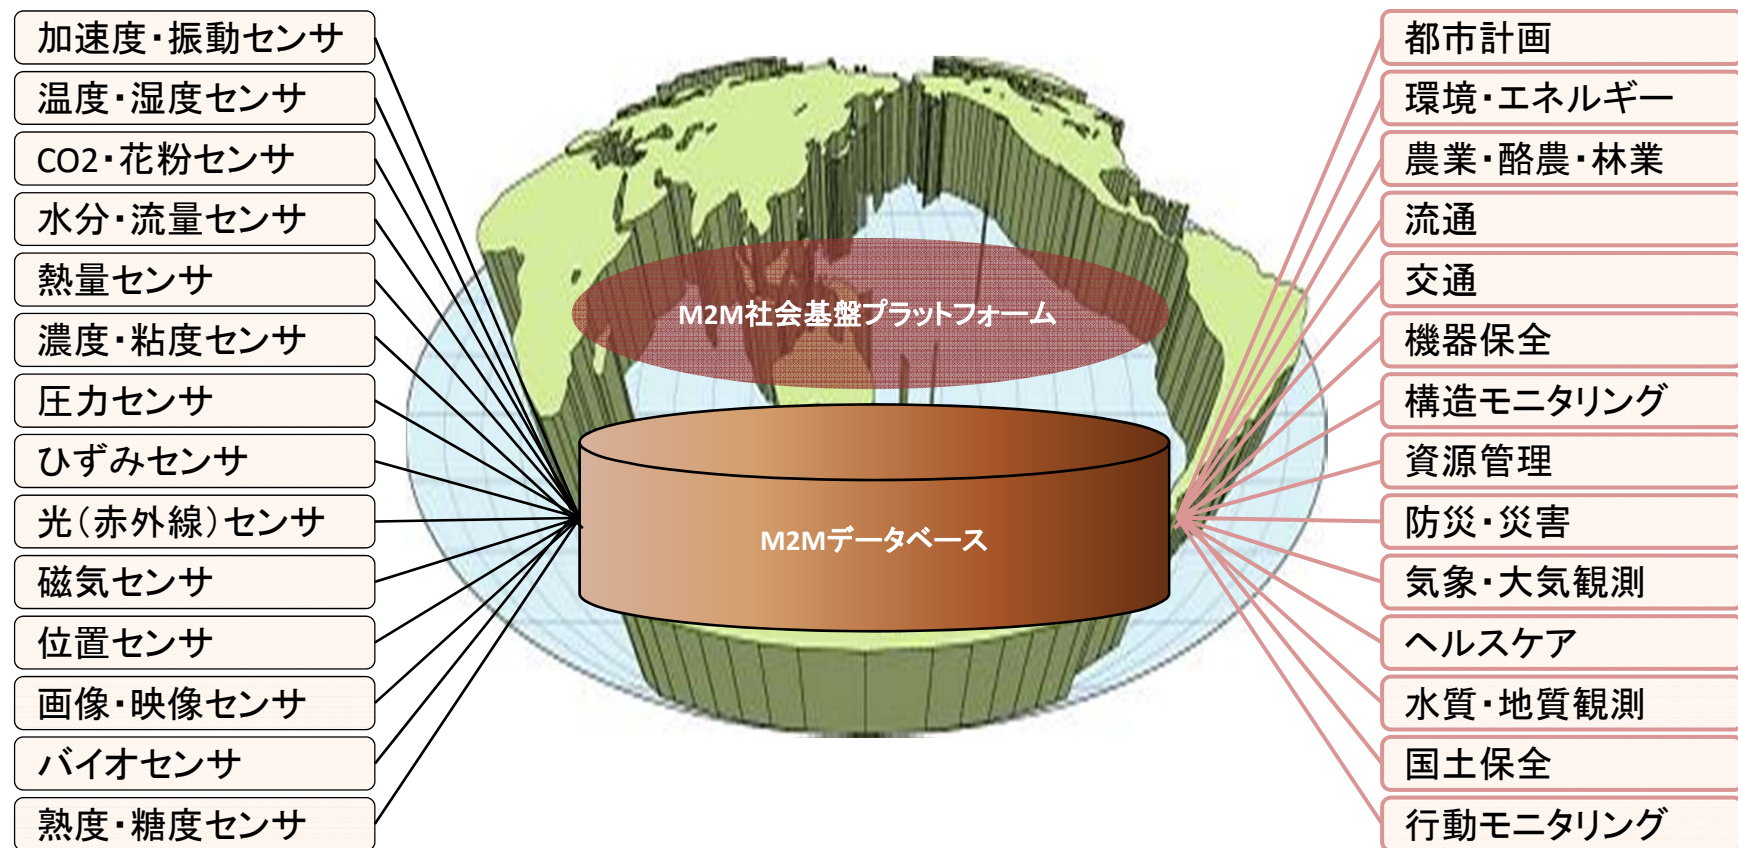 加速度・振動センサ
温度・湿度センサ
CO2・花粉センサ
水分・流量センサ
熱量センサ
濃度・粘度センサ
圧力センサ
ひずみセンサ
光(赤外線)センサ
磁気センサ
位置センサ
画像・映像センサ
バイオセンサ
熟度・糖度センサ
M2M社会基盤プラットフォーム
M2Mデータベース
都市計画
環境・エネルギー
農業・酪農・林業
流通
交通
機器保全
構造モニタリング
資源管理
防災・災害
気象・大気観測
ヘルスケア
水質・地質観測
国土保全
行動モニタリング